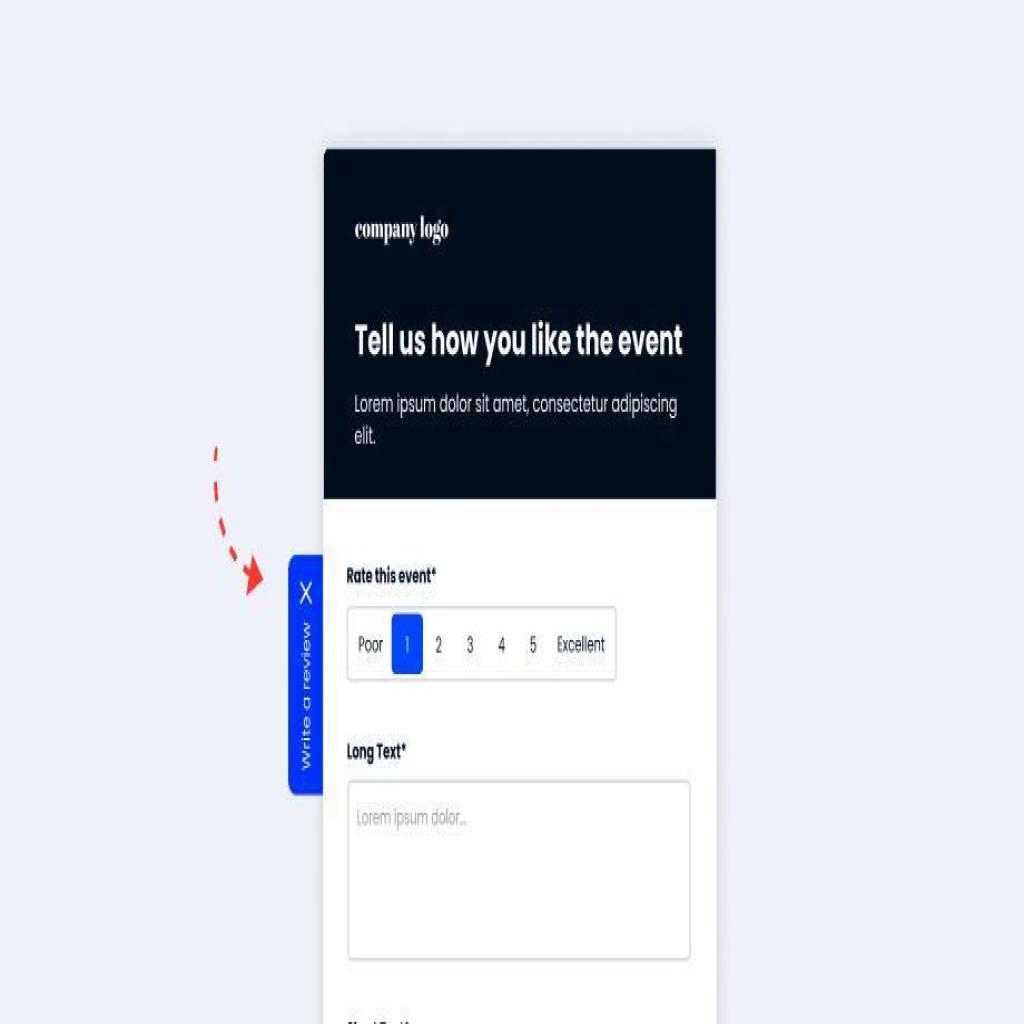 company logo
Tell us how you like the event
Lorem ipsum dolor sit amet, consectetur adipiscing
elit.
Write a review X
Rate this event*
Poor 1 2 3 4 5 Excellent
Long Text*
Lorem ipsum dolor...